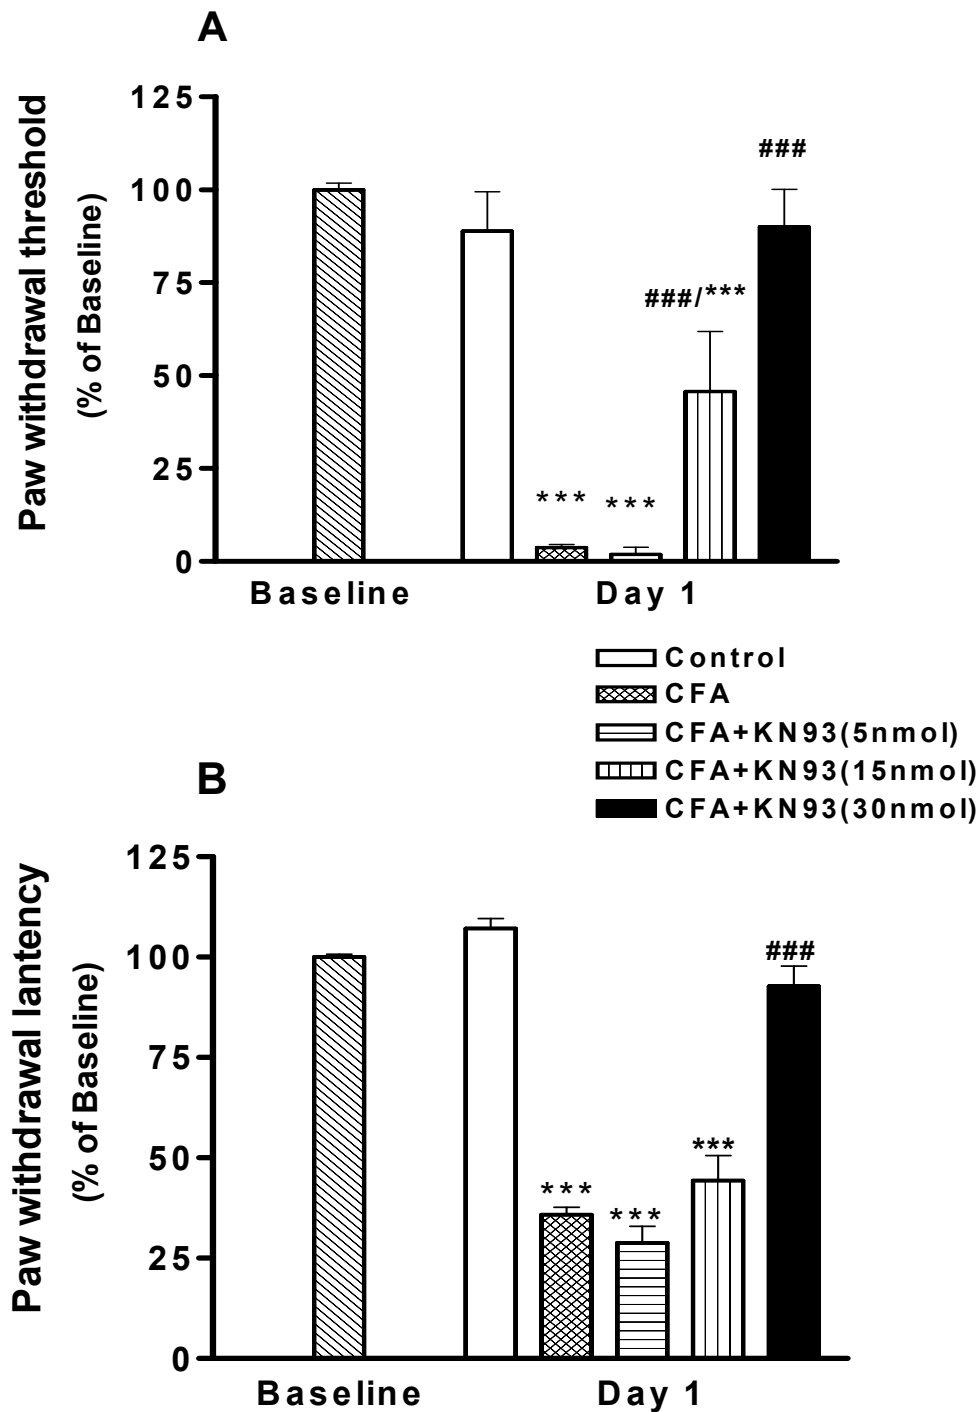 A
Paw withdrawal threshold
(% of Baseline)
125
100
75
50
25
0
***
***
###/***
###
Baseline
Day 1
Control
CFA
CFA+KN93(5nmol)
CFA+KN93(15nmol)
CFA+KN93(30nmol)
B
Paw withdrawal lantency
(% of Baseline)
125
100
75
50
25
0
***
***
***
###
Baseline
Day 1